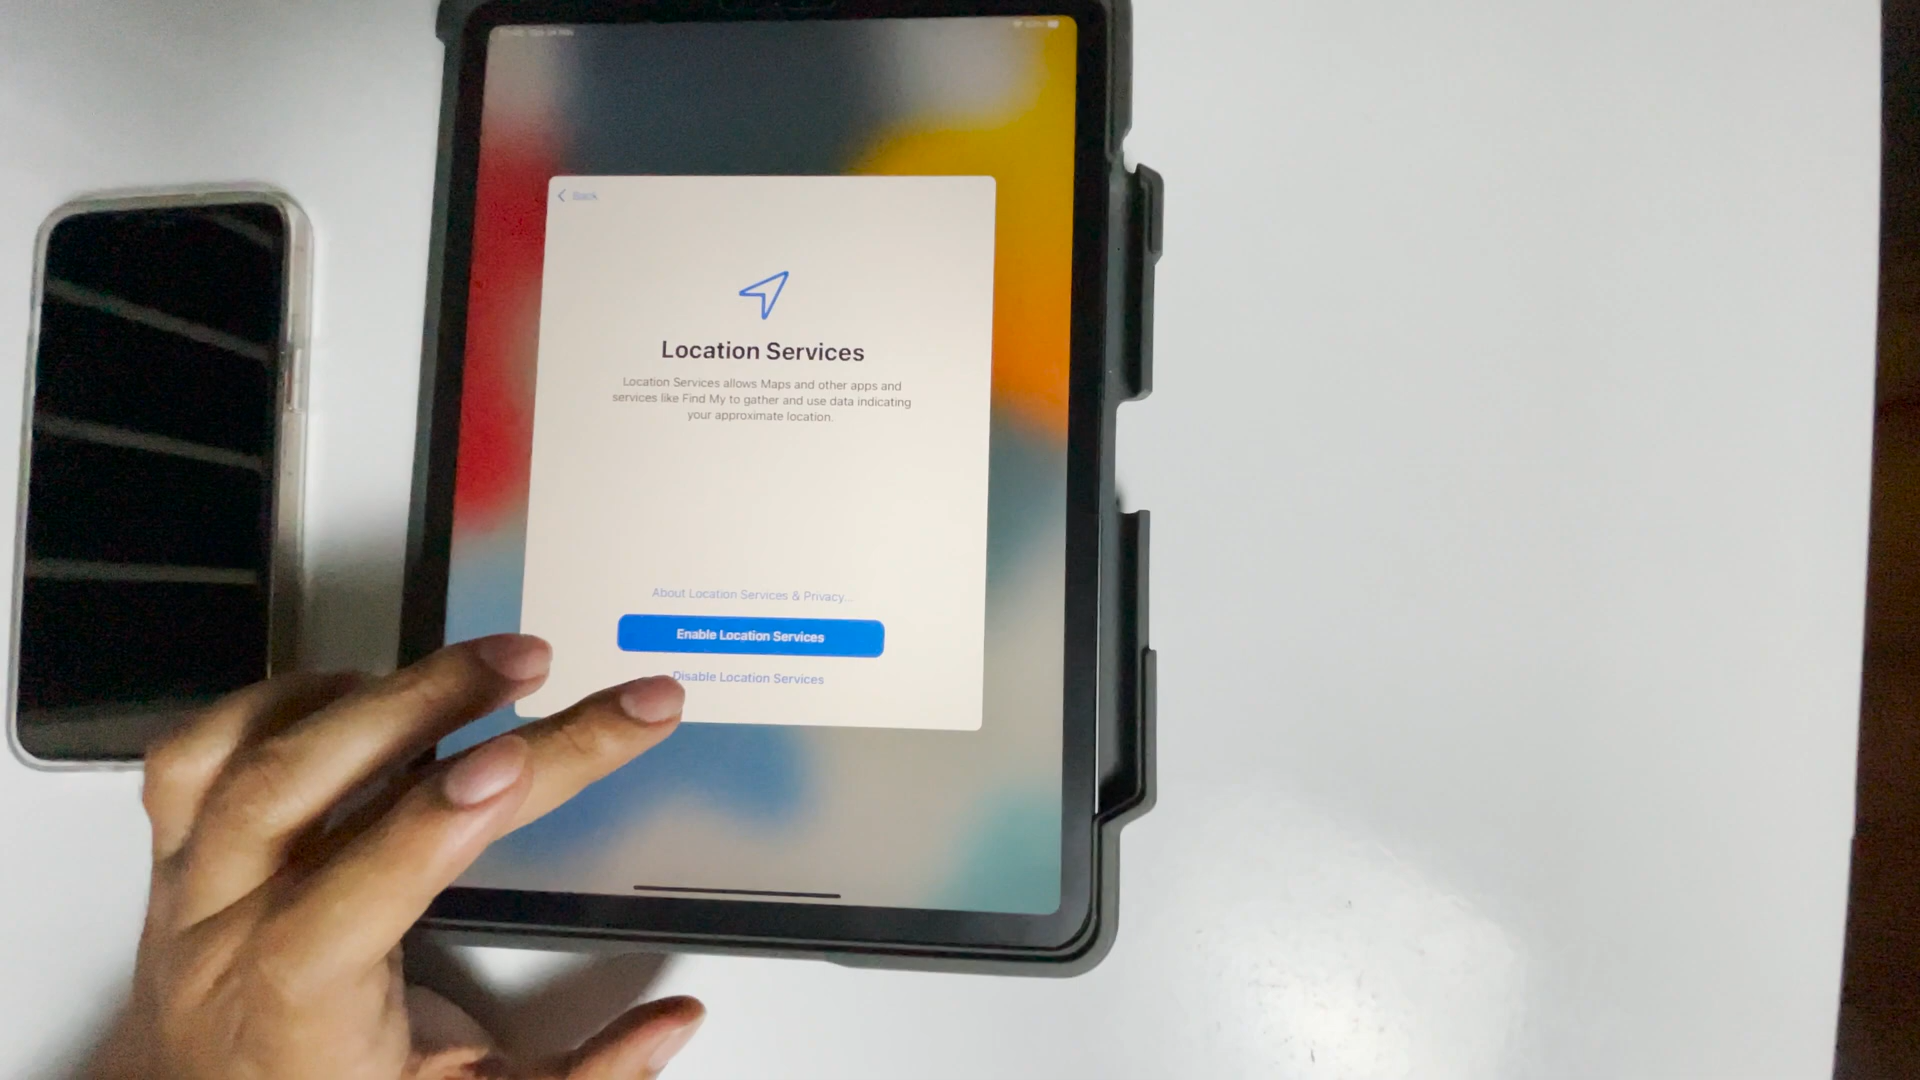 Back
Location Services
Location Services allows Maps and other apps and
services like Find My to gather and use data indicating
your approximate location.
About Location Services & Privacy...
Enable Location Services
Disable Location Services